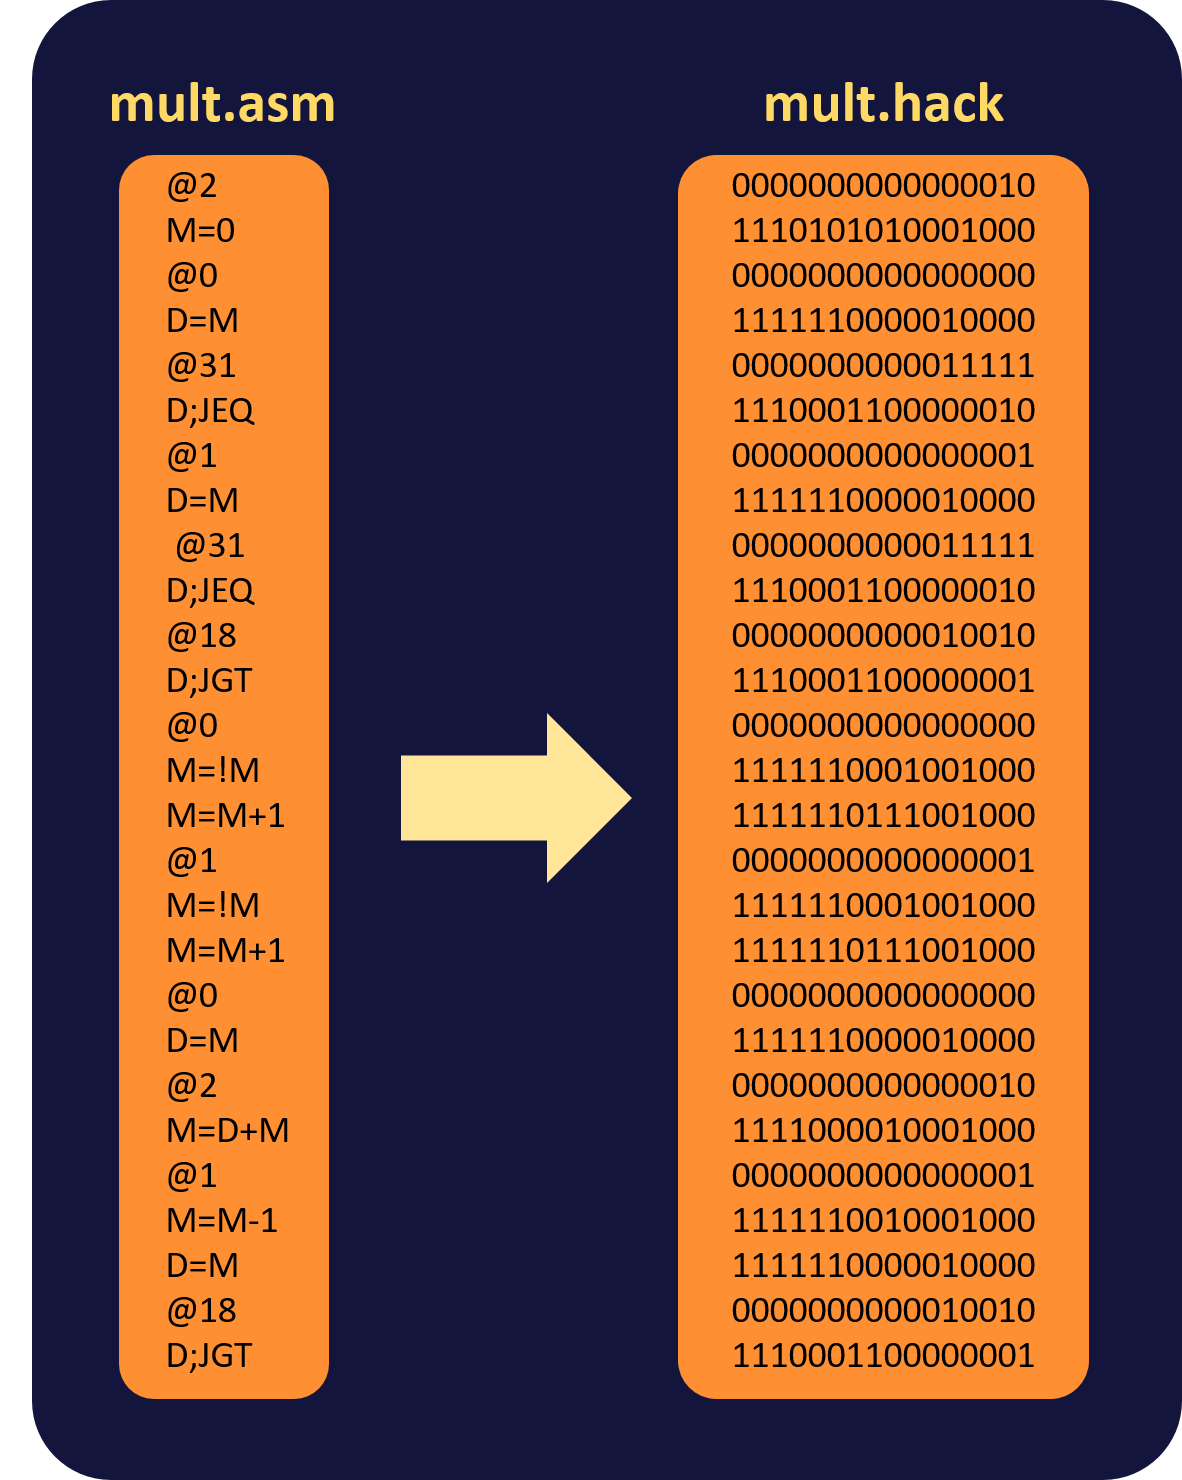 mult.asm
@2
M=0
@0
D=M
@31
D;JEQ
@1
D=M
@31
D;JEQ
@18
D;JGT
@0
M=!M
M=M+1
@1
M=!M
M=M+1
@0
D=M
@2
M=D+M
@1
M=M-1
D=M
@18
D;JGT
mult.hack
0000000000000010
1110101010001000
0000000000000000
1111110000010000
0000000000011111
1110001100000010
0000000000000001
1111110000010000
0000000000011111
1110001100000010
0000000000010010
1110001100000001
0000000000000000
1111110001001000
1111110111001000
0000000000000001
1111110001001000
1111110111001000
0000000000000000
1111110000010000
0000000000000010
1111000010001000
0000000000000001
1111110010001000
1111110000010000
0000000000010010
1110001100000001